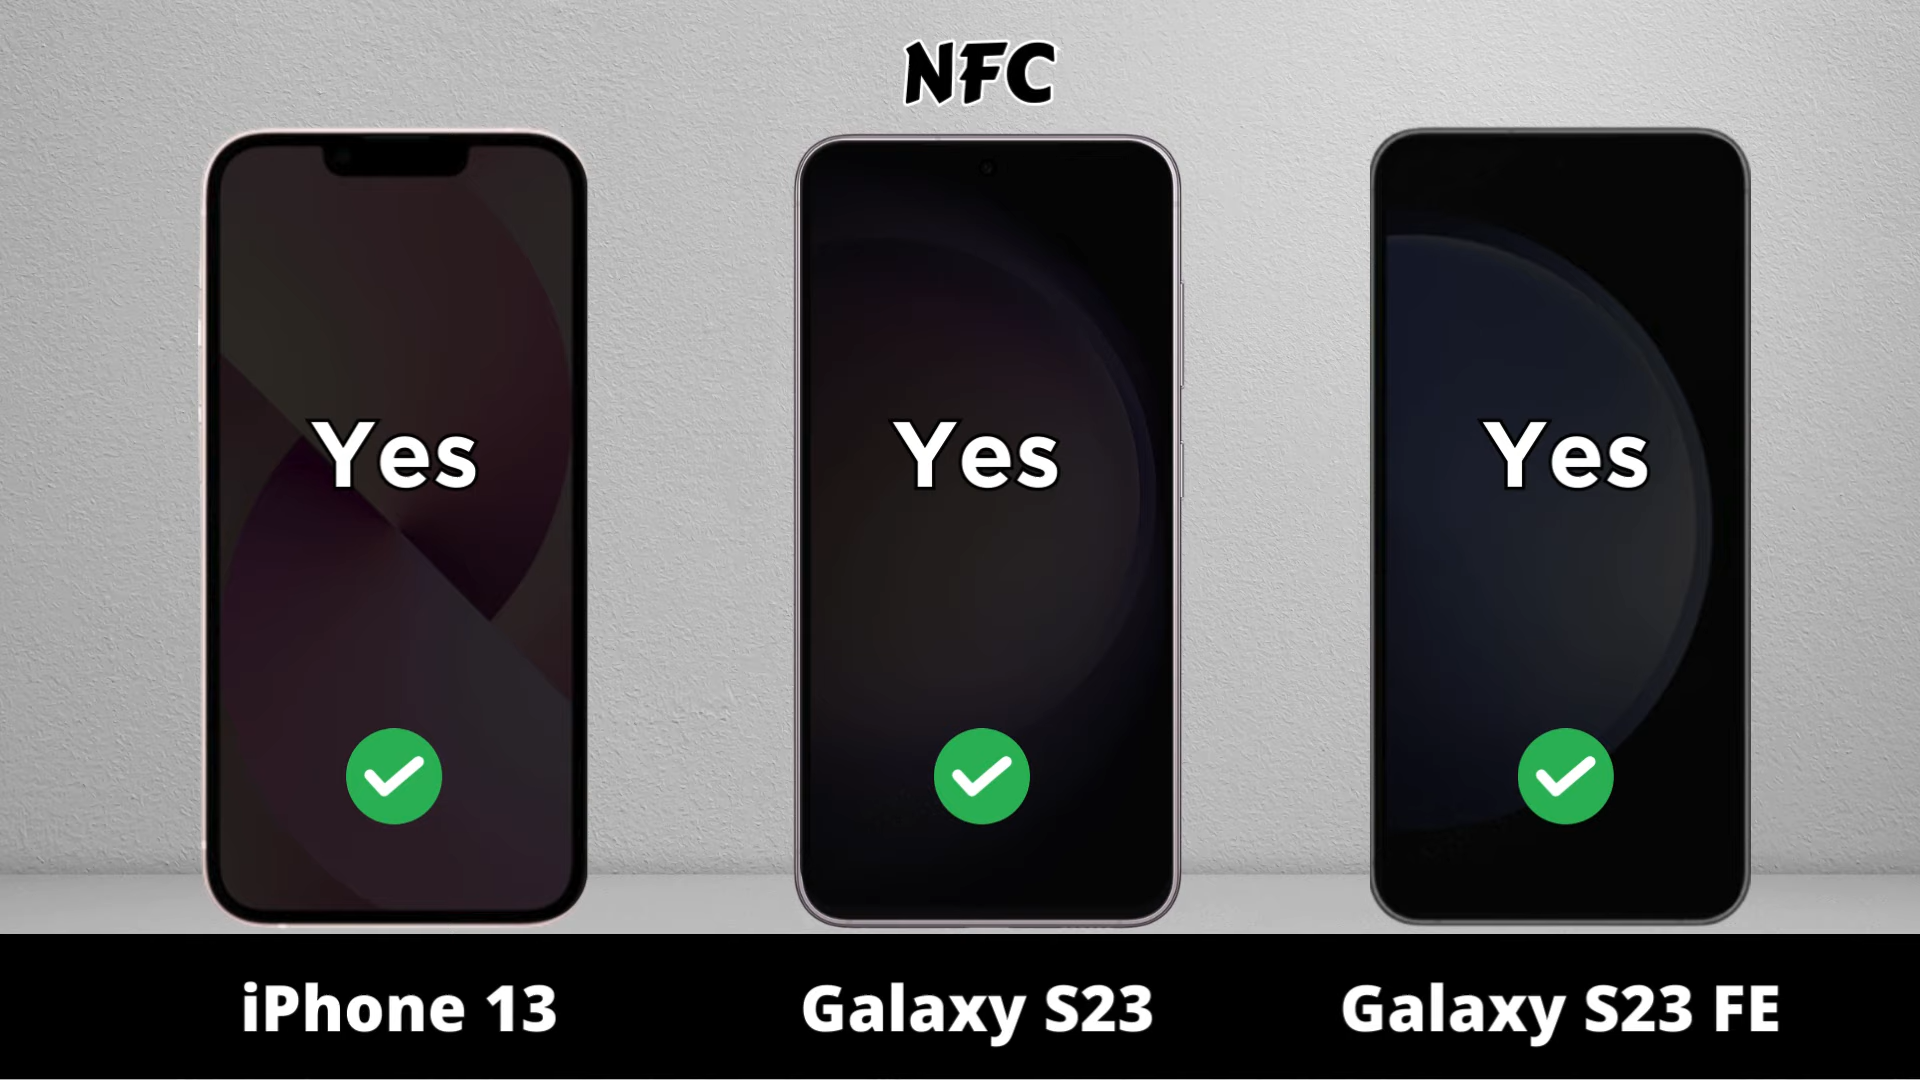 NFC
Yes
Yes
Yes
iPhone 13
Galaxy S23
Galaxy S23 FE